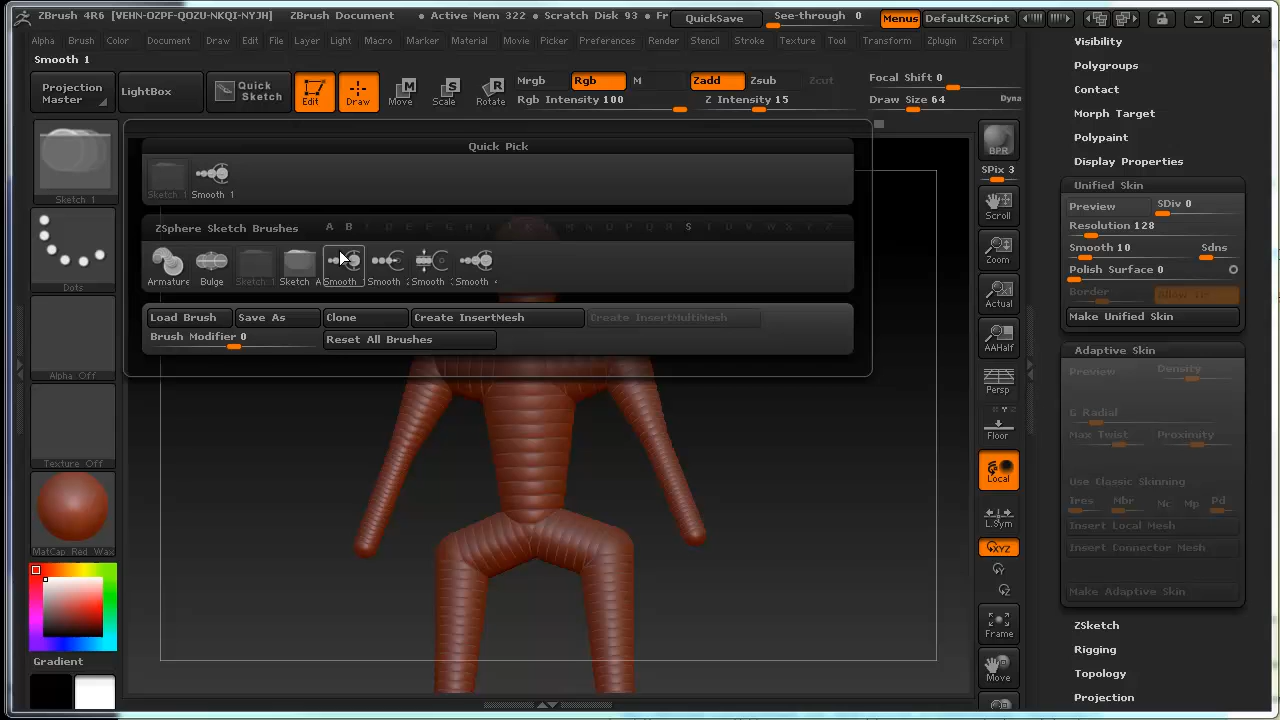 ZBrush 4R6 [VEHN-OZPF-QOZU-NKQI-NYJH] ZBrush Document • Active Mem 322 • Scratch Disk 93 • Fr QuickSave See-through 0 Menus DefaultZScript
Alpha Brush Color Document Draw Edit File Layer Light Macro Marker Material Movie Picker Preferences Render Stencil Stroke Texture Tool Transform Zplugin Zscript
Smooth 1
Projection Master
LightBox
Quick Sketch
Edit
Draw
Move
Scale
Rotate
Mrgb Rgb M Zadd Zsub Zcut
Rgb Intensity 100 Z Intensity 15
Focal Shift 0
Draw Size 64 Dyna
Sketch 1
Dots
Alpha Off
Texture Off
MatCap Red Wax
Gradient
Quick Pick
Sketch 1 Smooth 1
ZSphere Sketch Brushes A B S
Armature Bulge Sketch 1 Sketch A Smooth Smooth Smooth Smooth
Load Brush Save As Clone Create InsertMesh Create InsertMultiMesh
Brush Modifier 0 Reset All Brushes
BPR
SPix 3
Scroll
Zoom
Actual
AAHalf
Persp
Floor
Local
L.Sym
XYZ
Y
Z
Frame
Move
Visibility
Polygroups
Contact
Morph Target
Polypaint
Display Properties
Unified Skin
Preview SDiv 0
Resolution 128
Smooth 10 Sdns
Polish Surface 0
Border
Make Unified Skin
Adaptive Skin
Preview Density
G Radial
Max Twist Proximity
Use Classic Skinning
Ires Mbr Mc Mp Pd
Insert Local Mesh
Insert Connector Mesh
Make Adaptive Skin
ZSketch
Rigging
Topology
Projection